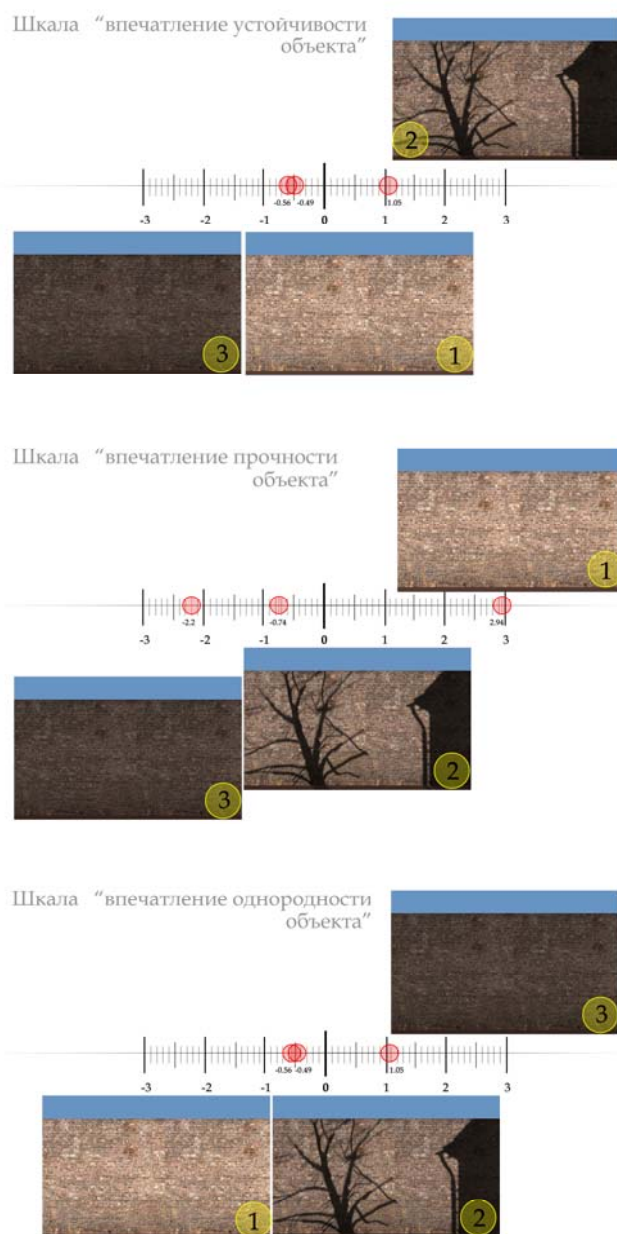 Шкала “впечатление устойчивости
объекта”
2
-0.56 -0.49 1.05
-3 -2 -1 0 1 2 3
3 1
Шкала “впечатление прочности
объекта”
1
-2.2 -0.74 2.94
-3 -2 -1 0 1 2 3
3 2
Шкала “впечатление однородности
объекта”
3
-0.56 -0.49 1.05
-3 -2 -1 0 1 2 3
1 2